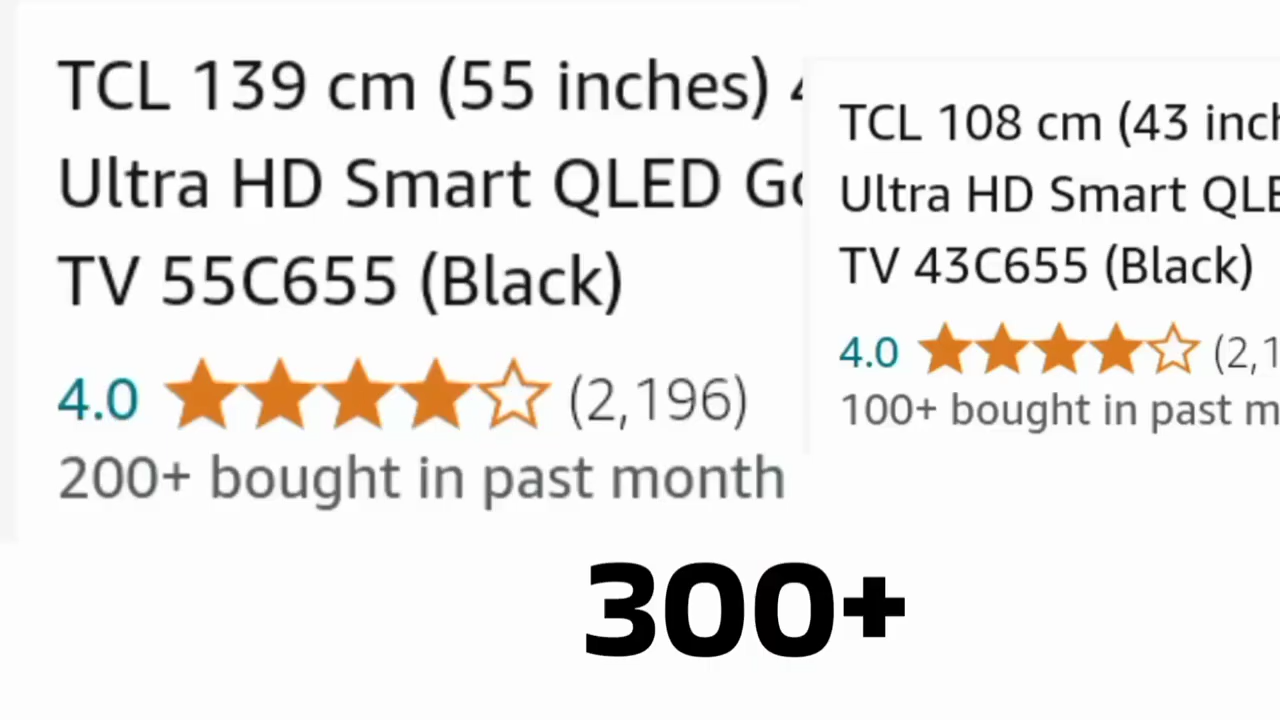 TCL 139 cm (55 inches)
Ultra HD Smart QLED
TV 55C655 (Black)
4.0 (2,196)
200+ bought in past month
TCL 108 cm (43
Ultra HD Smart
TV 43C655 (Black)
4.0
100+ bought in past
300+